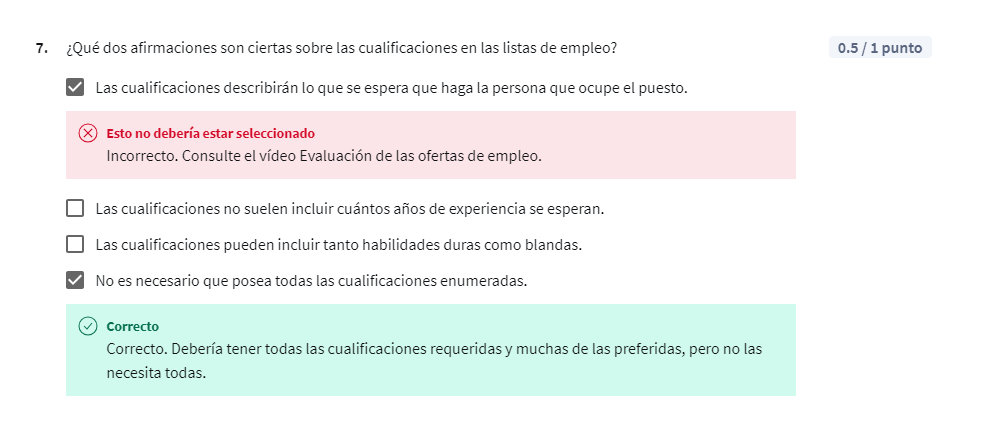 7. ¿Qué dos afirmaciones son ciertas sobre las cualificaciones en las listas de empleo?
0.5 / 1 punto
Las cualificaciones describirán lo que se espera que haga la persona que ocupe el puesto.
Esto no debería estar seleccionado
Incorrecto. Consulte el vídeo Evaluación de las ofertas de empleo.
Las cualificaciones no suelen incluir cuántos años de experiencia se esperan.
Las cualificaciones pueden incluir tanto habilidades duras como blandas.
No es necesario que posea todas las cualificaciones enumeradas.
Correcto
Correcto. Debería tener todas las cualificaciones requeridas y muchas de las preferidas, pero no las
necesita todas.